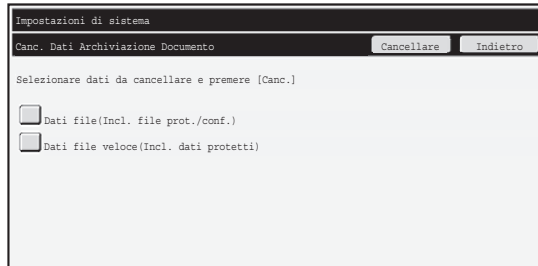 Impostazioni di sistema
Canc. Dati Archiviazione Documento Cancellare Indietro
Selezionare dati da cancellare e premere [Canc.]
Dati file(Incl. file prot./conf.)
Dati file veloce(Incl. dati protetti)